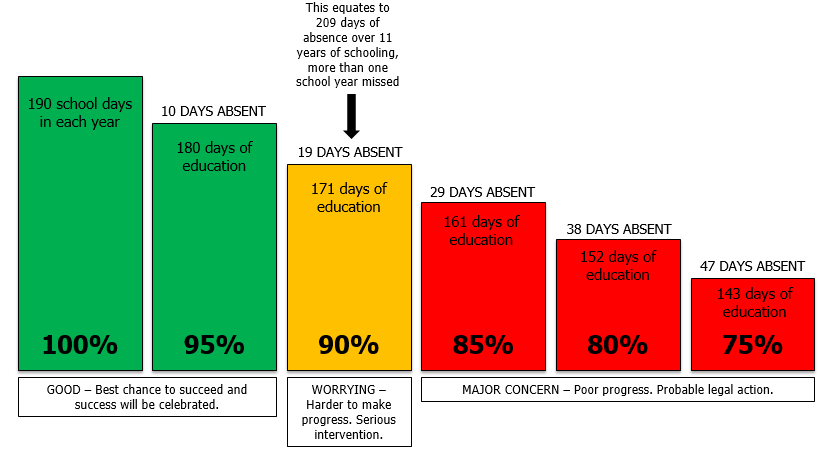 This equates to
209 days of
absence over 11
years of schooling,
more than one
school year missed
190 school days
in each year
100%
10 DAYS ABSENT
180 days of
education
95%
19 DAYS ABSENT
171 days of
education
90%
29 DAYS ABSENT
161 days of
education
85%
38 DAYS ABSENT
152 days of
education
80%
47 DAYS ABSENT
143 days of
education
75%
GOOD – Best chance to succeed and
success will be celebrated.
WORRYING –
Harder to make
progress. Serious
intervention.
MAJOR CONCERN – Poor progress. Probable legal action.